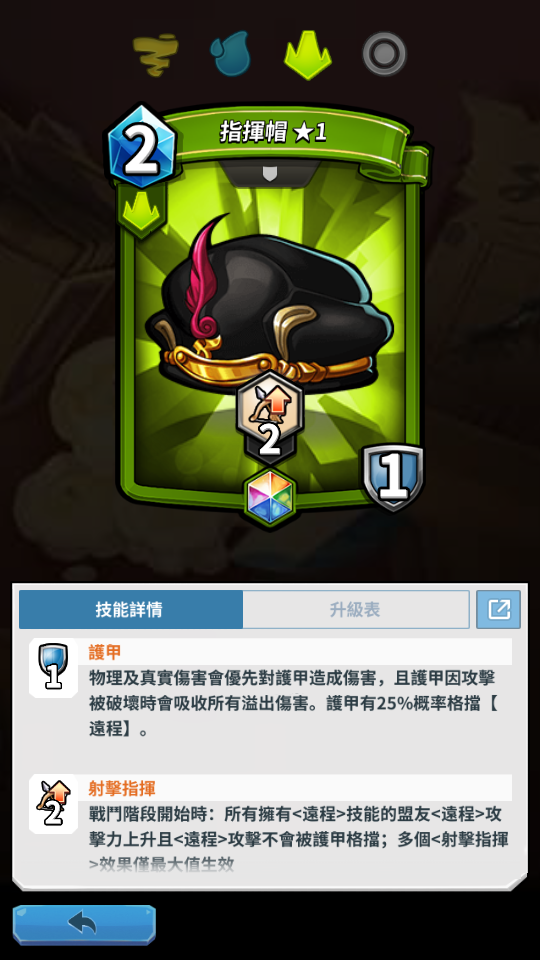 2
指揮帽 ★1
2
1
技能詳情
升級表
1
護甲
物理及真實傷害會優先對護甲造成傷害，且護甲因攻擊
被破壞時會吸收所有溢出傷害。護甲有25%概率格擋【
遠程】。
2
射擊指揮
戰鬥階段開始時：所有擁有<遠程>技能的盟友<遠程>攻
擊力上升且<遠程>攻擊不會被護甲格擋；多個<射擊指揮
>效果僅最大值生效